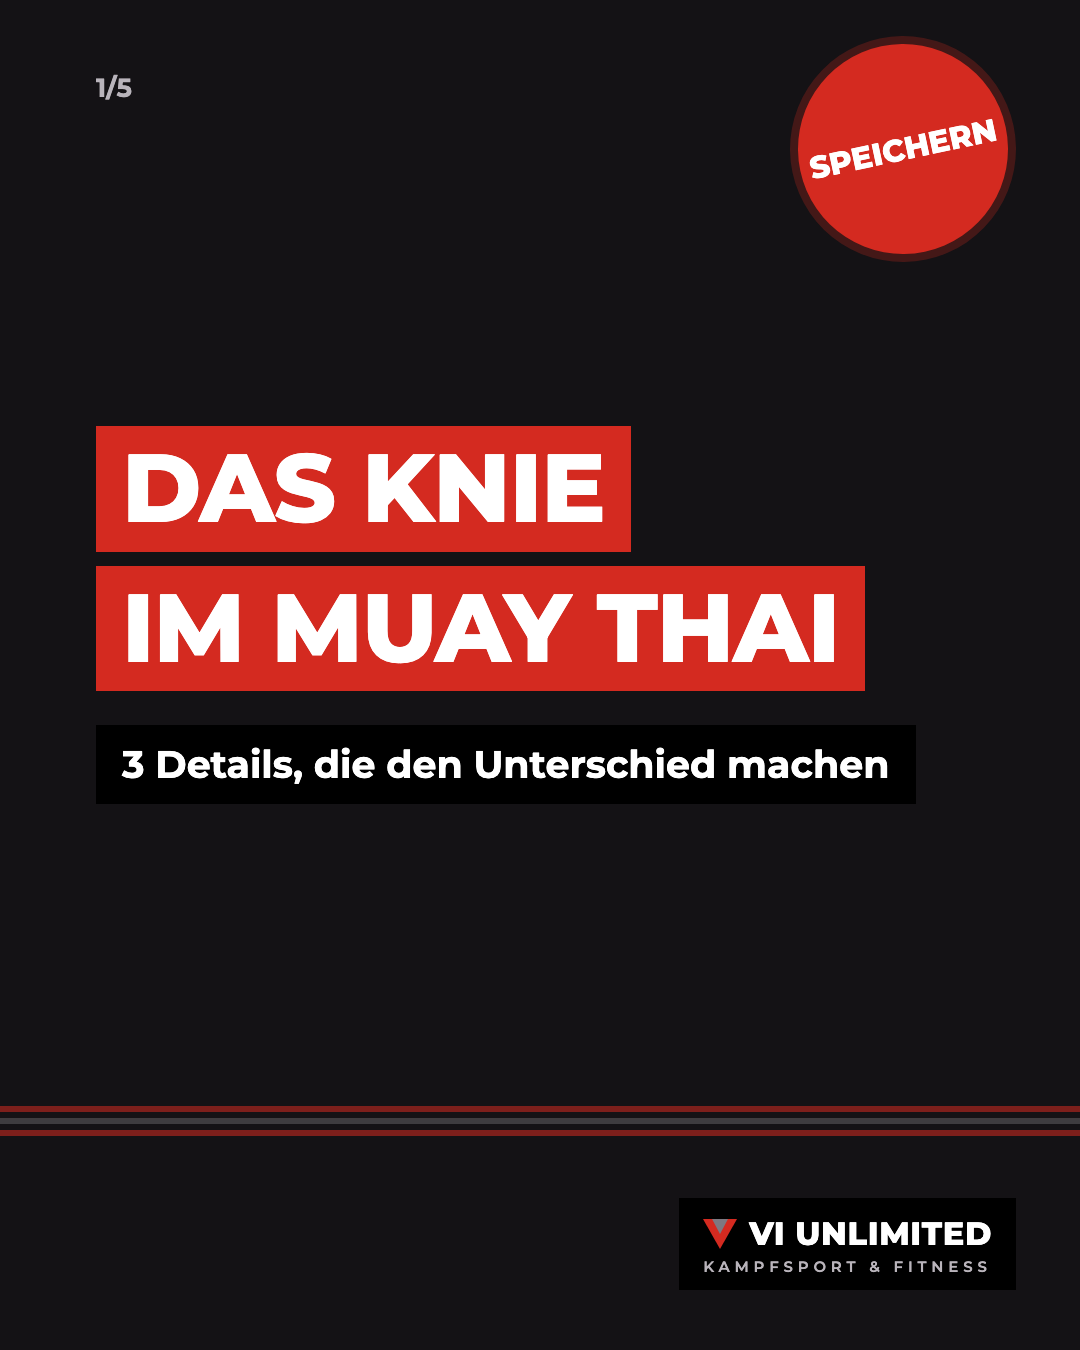 1/5
SPEICHERN
DAS KNIE
IM MUAY THAI
3 Details, die den Unterschied machen
VI UNLIMITED
KAMPFSPORT & FITNESS